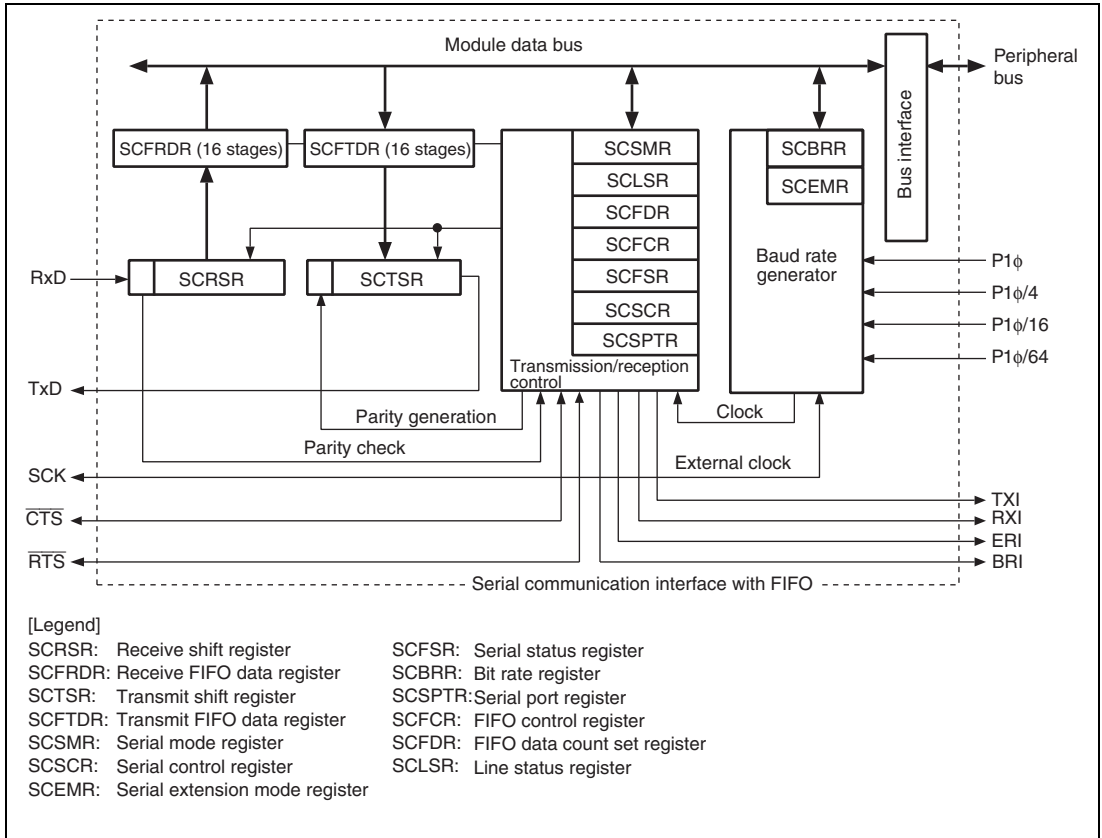 Module data bus
Peripheral
bus
Bus interface
SCFRDR (16 stages)
SCFTDR (16 stages)
SCSMR
SCLSR
SCFDR
SCFCR
SCFSR
SCSCR
SCSPTR
Transmission/reception
control
SCBRR
SCEMR
Baud rate
generator
RxD
SCRSR
SCTSR
P1ϕ
P1ϕ/4
P1ϕ/16
P1ϕ/64
TxD
Parity generation
Clock
Parity check
External clock
SCK
CTS
RTS
TXI
RXI
ERI
BRI
Serial communication interface with FIFO
[Legend]
SCRSR: Receive shift register
SCFRDR: Receive FIFO data register
SCTSR: Transmit shift register
SCFTDR: Transmit FIFO data register
SCSMR: Serial mode register
SCSCR: Serial control register
SCEMR: Serial extension mode register
SCFSR: Serial status register
SCBRR: Bit rate register
SCSPTR: Serial port register
SCFCR: FIFO control register
SCFDR: FIFO data count set register
SCLSR: Line status register